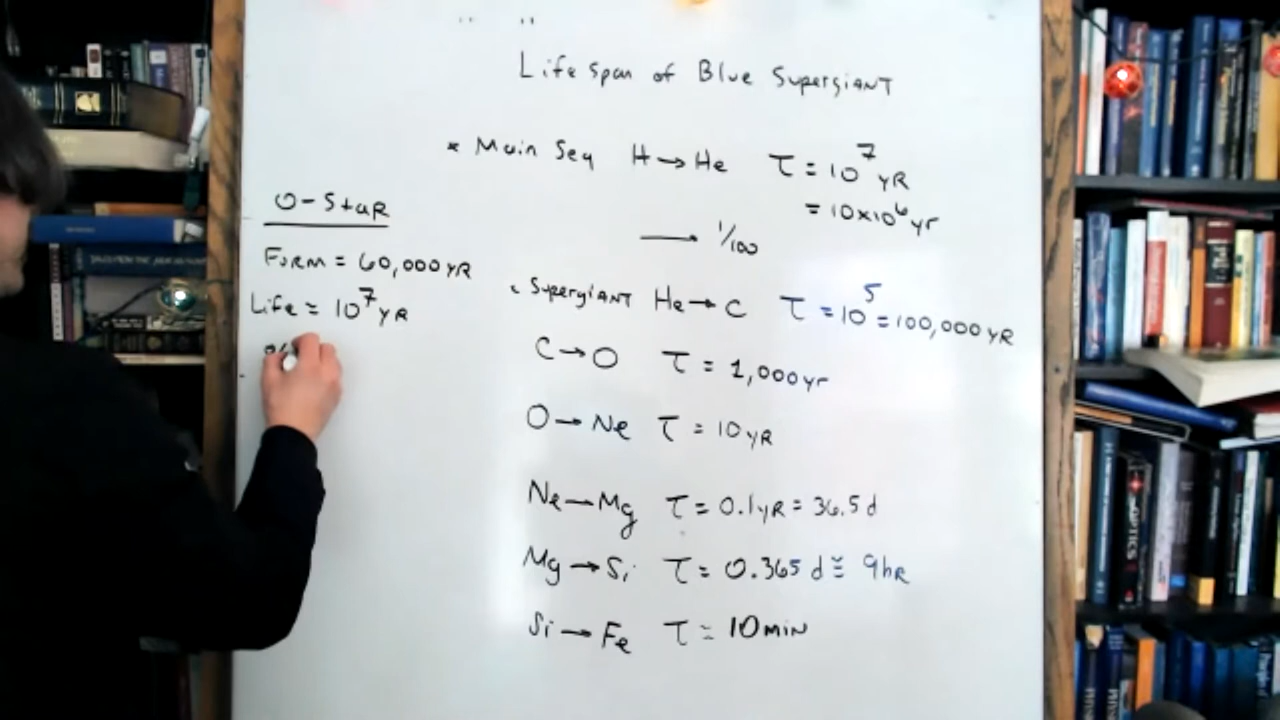 Life Span of Blue Supergiant
* Main Seq H→He τ = 10⁷ yR
= 10×10⁶ yr
→ 1/100
O-Star
Form = 60,000 yR
Life = 10⁷ yR
• Supergiant He→C τ = 10⁵ = 100,000 yR
C→O τ = 1,000 yr
O→Ne τ = 10 yR
Ne→Mg τ = 0.1 yR = 36.5 d
Mg→Si τ = 0.365 d ≅ 9 hR
Si→Fe τ = 10 min
OPTICS